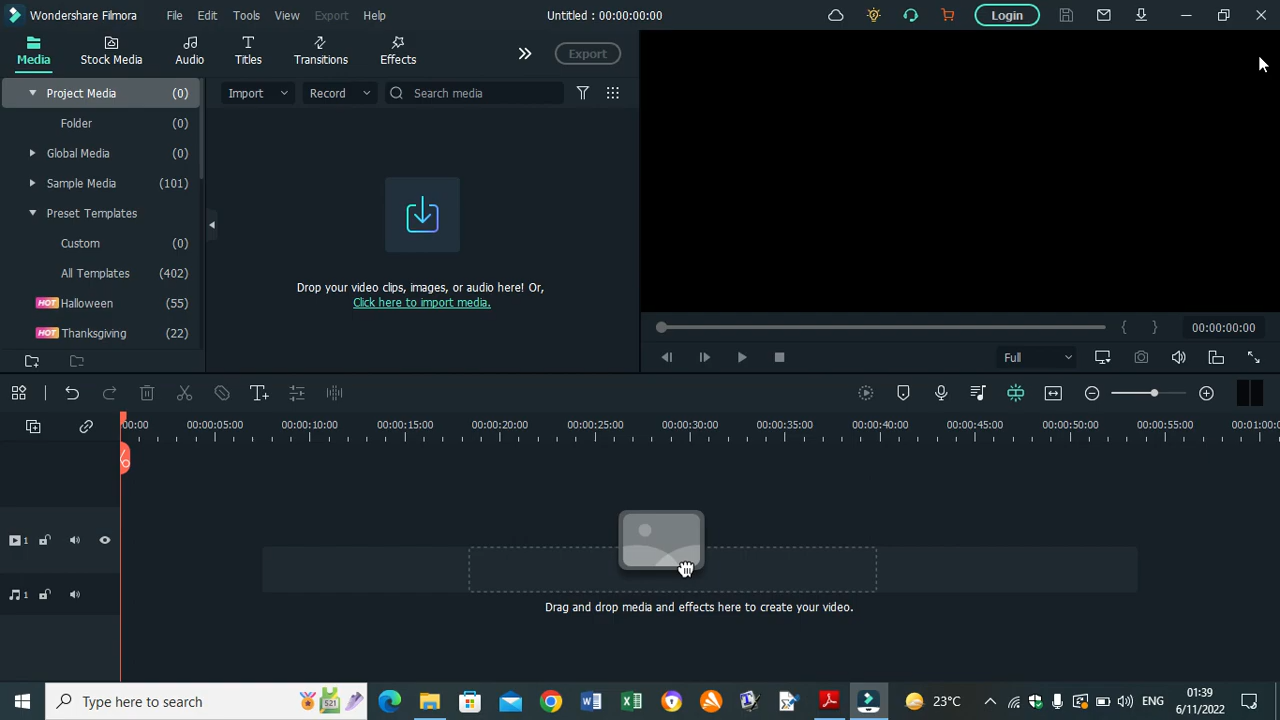 Wondershare Filmora File Edit Tools View Export Help Untitled : 00:00:00:00 Login
Media Stock Media Audio Titles Transitions Effects Export
Project Media (0) Import Record Search media
Folder (0)
Global Media (0)
Sample Media (101)
Preset Templates
Custom (0)
All Templates (402)
HOT Halloween (55)
HOT Thanksgiving (22)
Drop your video clips, images, or audio here! Or,
Click here to import media.
00:00:00:00
Full
00:00 00:00:05:00 00:00:10:00 00:00:15:00 00:00:20:00 00:00:25:00 00:00:30:00 00:00:35:00 00:00:40:00 00:00:45:00 00:00:50:00 00:00:55:00 00:01:00:0
1
1
Drag and drop media and effects here to create your video.
Type here to search 521 23°C ENG 01:39
6/11/2022